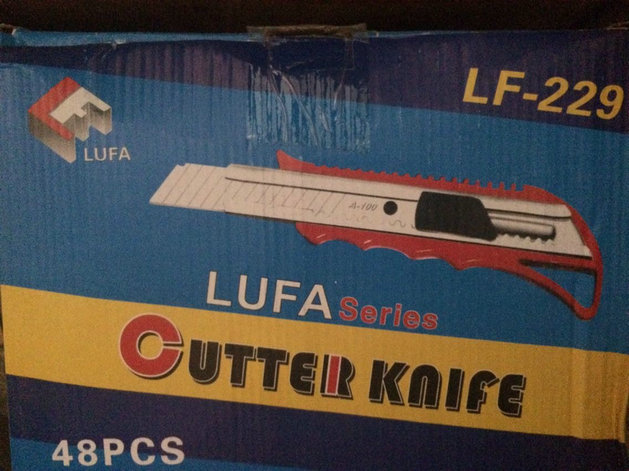 LF-229
LUFA
A-100
LUFA Series
CUTTER KNIFE
48PCS